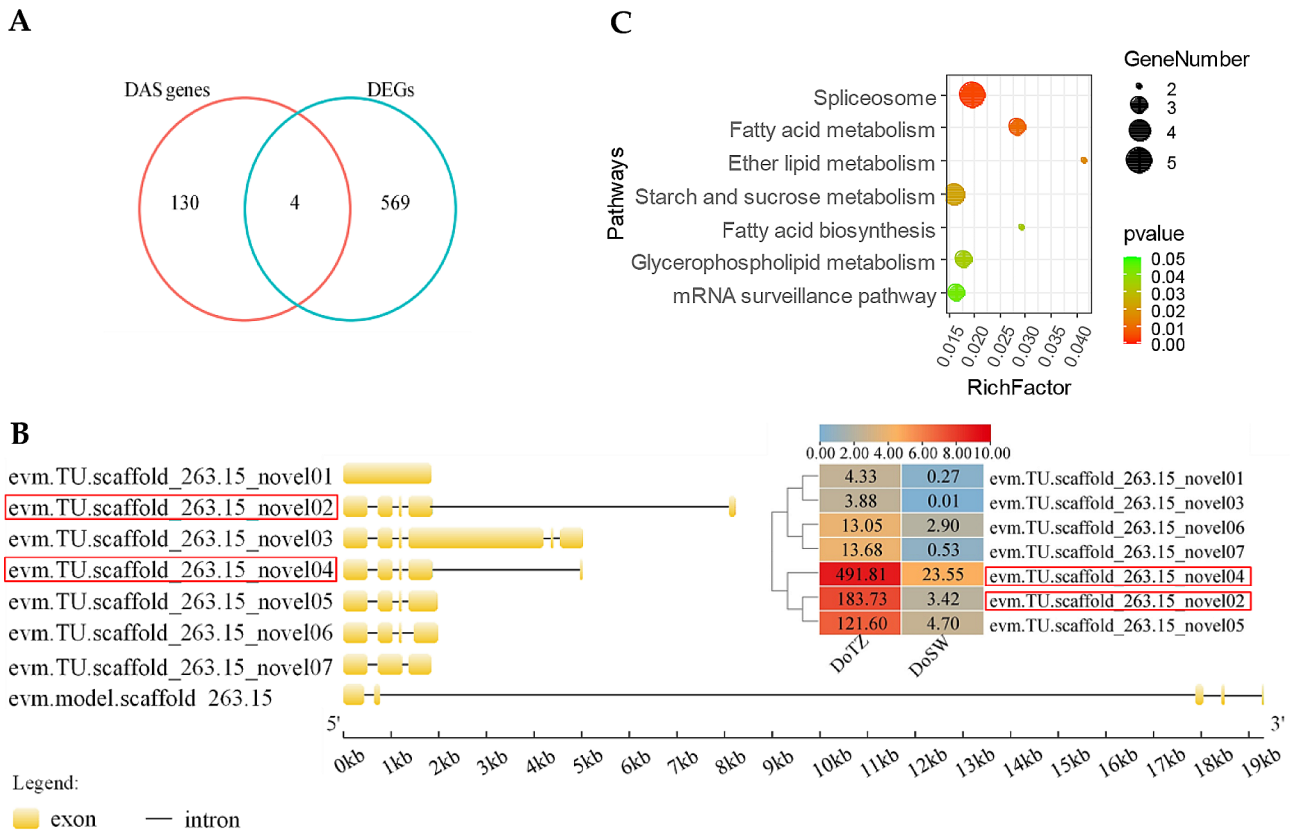 A
DAS genes
DEGs
130
4
569
C
Spliceosome
Fatty acid metabolism
Ether lipid metabolism
Starch and sucrose metabolism
Fatty acid biosynthesis
Glycerophospholipid metabolism
mRNA surveillance pathway
Pathways
0.015
0.020
0.025
0.030
0.035
0.040
RichFactor
GeneNumber
2
3
4
5
pvalue
0.05
0.04
0.03
0.02
0.01
0.00
B
evm.TU.scaffold_263.15_novel01
evm.TU.scaffold_263.15_novel02
evm.TU.scaffold_263.15_novel03
evm.TU.scaffold_263.15_novel04
evm.TU.scaffold_263.15_novel05
evm.TU.scaffold_263.15_novel06
evm.TU.scaffold_263.15_novel07
evm.model.scaffold 263.15
0.00 2.00 4.00 6.00 8.00 10.00
4.33 0.27 evm.TU.scaffold_263.15_novel01
3.88 0.01 evm.TU.scaffold_263.15_novel03
13.05 2.90 evm.TU.scaffold_263.15_novel06
13.68 0.53 evm.TU.scaffold_263.15_novel07
491.81 23.55 evm.TU.scaffold_263.15_novel04
183.73 3.42 evm.TU.scaffold_263.15_novel02
121.60 4.70 evm.TU.scaffold_263.15_novel05
DoTZ DoSW
5' 3'
0kb 1kb 2kb 3kb 4kb 5kb 6kb 7kb 8kb 9kb 10kb 11kb 12kb 13kb 14kb 15kb 16kb 17kb 18kb 19kb
Legend:
exon intron